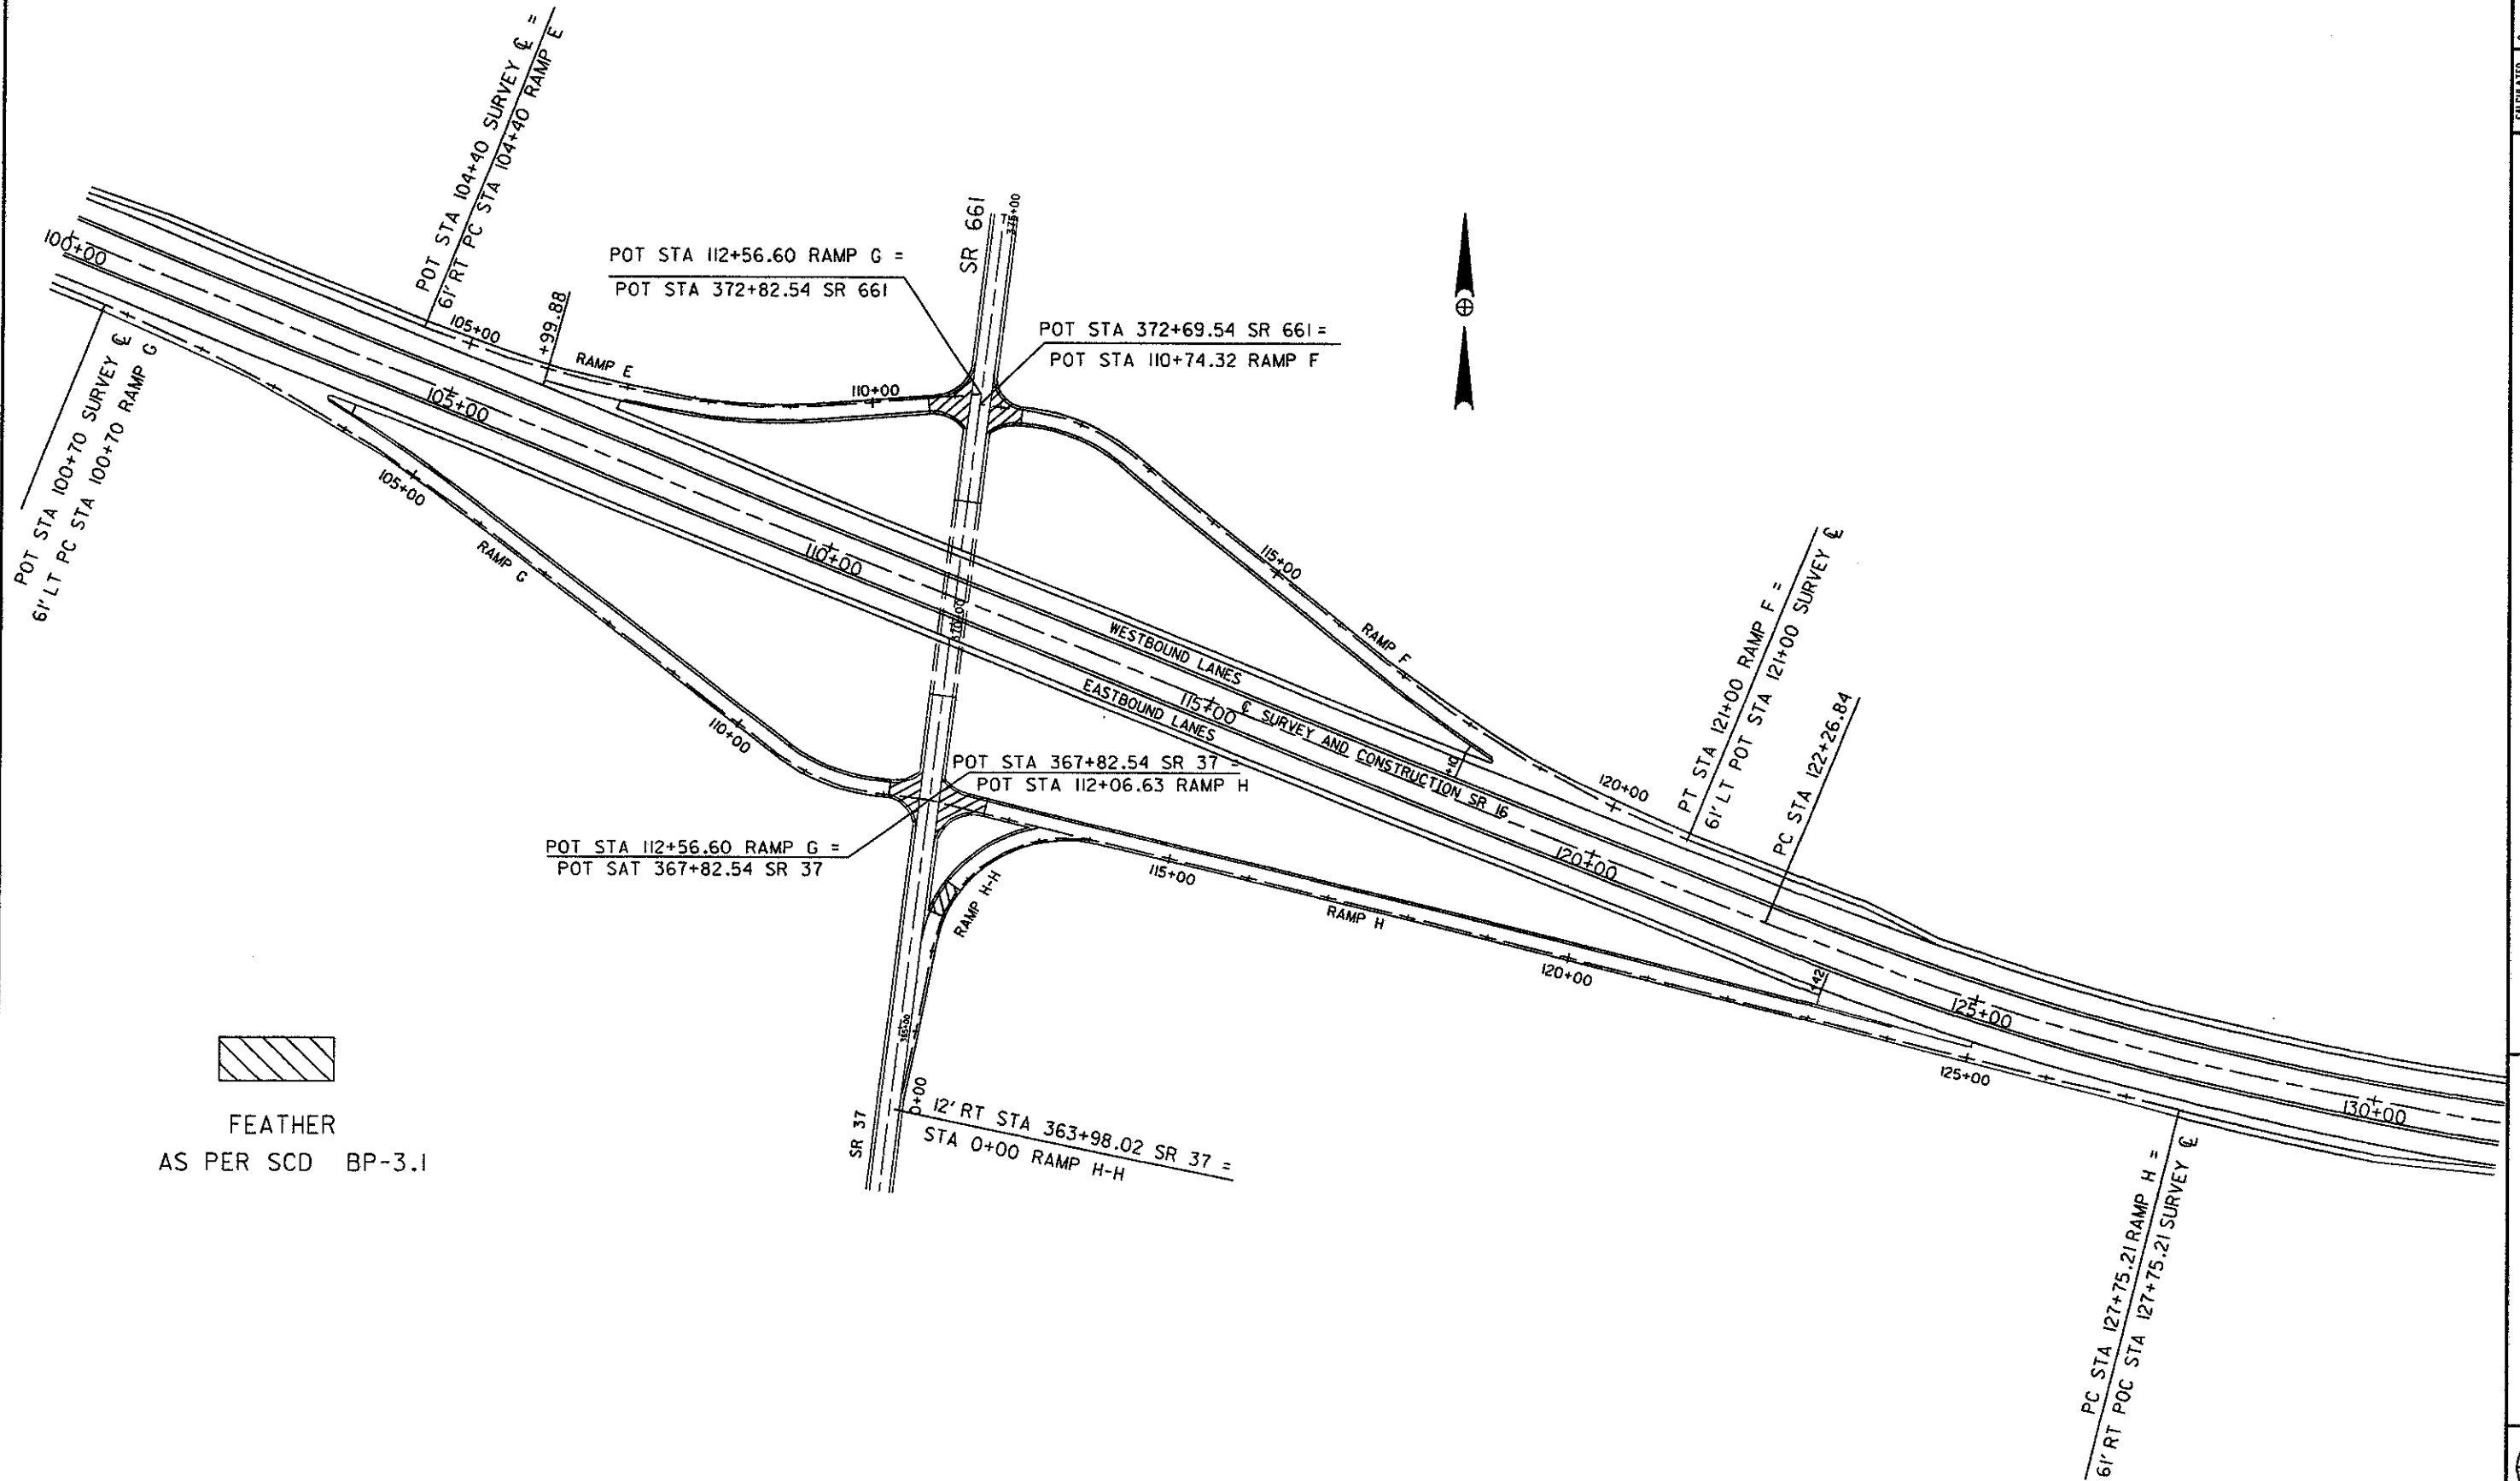 POT STA 104+40 SURVEY ℄ =
61' RT PC STA 104+40 RAMP E
100+00
POT STA 100+70 SURVEY ℄
61' LT PC STA 100+70 RAMP G
105+00
+99.88
RAMP E
110+00
POT STA 112+56.60 RAMP G =
POT STA 372+82.54 SR 661
SR 661
375+00
POT STA 372+69.54 SR 661 =
POT STA 110+74.32 RAMP F
105+00
105+00
RAMP G
110+00
110+00
370+00
115+00
RAMP F
WESTBOUND LANES
EASTBOUND LANES
115+00
℄ SURVEY AND CONSTRUCTION SR 16
+10
120+00
PT STA 121+00 RAMP F =
61' LT POT STA 121+00 SURVEY ℄
PC STA 122+26.84
POT STA 367+82.54 SR 37 =
POT STA 112+06.63 RAMP H
POT STA 112+56.60 RAMP G =
POT SAT 367+82.54 SR 37
RAMP H-H
115+00
RAMP H
120+00
120+00
+42
125+00
125+00
130+00
365+00
0+00
SR 37
12' RT STA 363+98.02 SR 37 =
STA 0+00 RAMP H-H
PC STA 127+75.21 RAMP H =
61' RT POC STA 127+75.21 SURVEY ℄
FEATHER
AS PER SCD BP-3.1